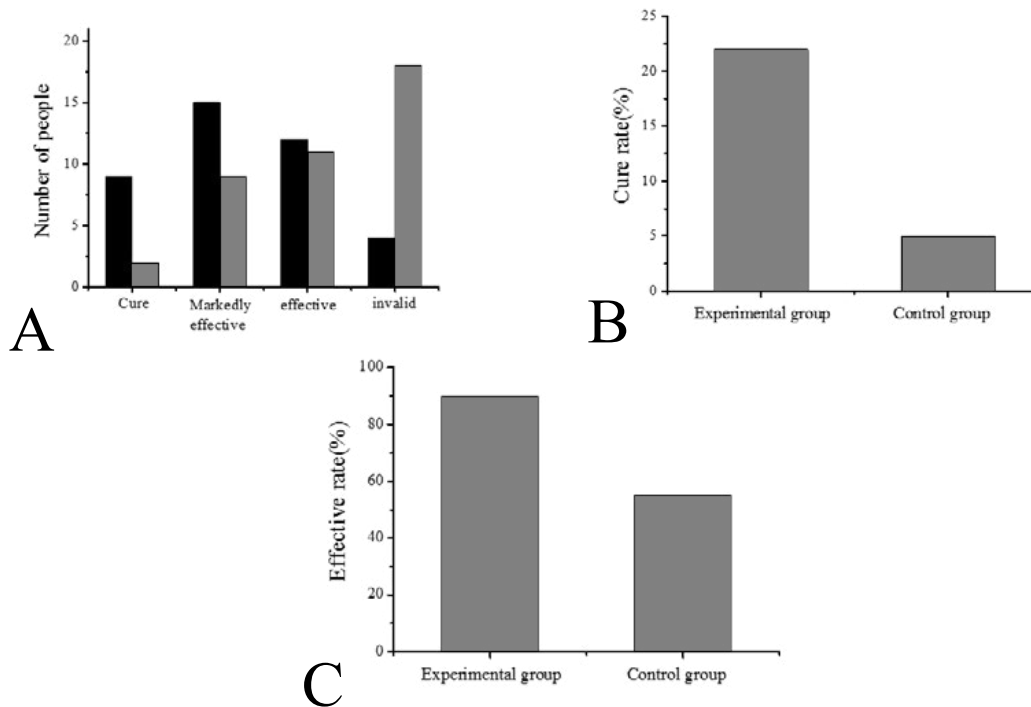 20
15
10
5
0
Number of people
Cure
Markedly
effective
effective
invalid
A
25
20
15
10
5
0
Cure rate(%)
Experimental group
Control group
B
100
80
60
40
20
0
Effective rate(%)
Experimental group
Control group
C